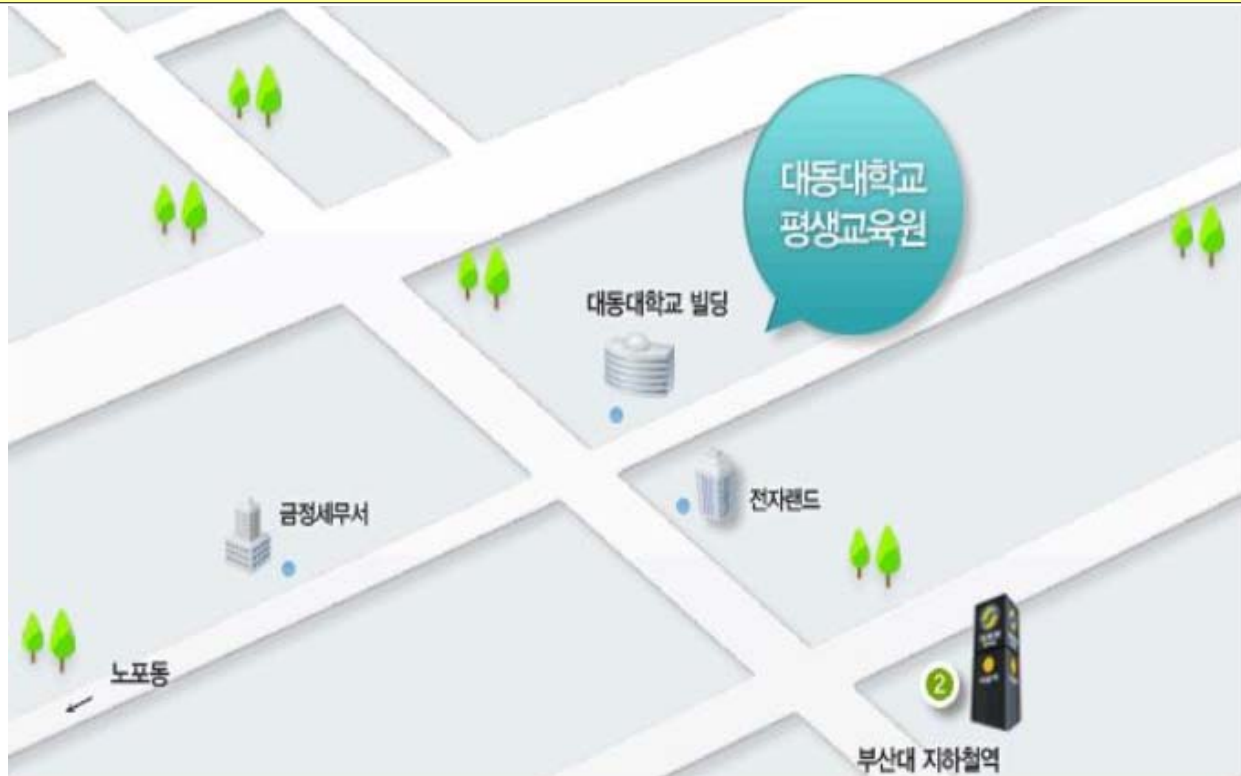 대동대학교
평생교육원
대동대학교 빌딩
전자랜드
금정세무서
노포동
2
부산대 지하철역